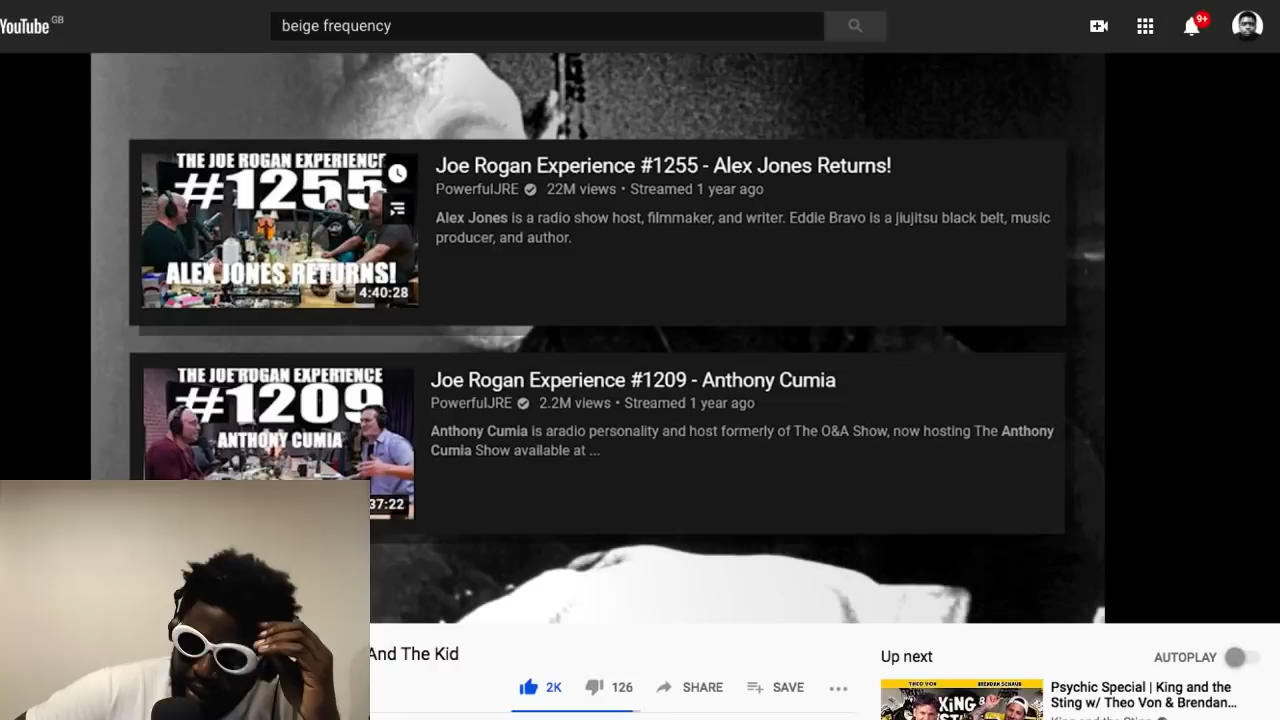 YouTube GB
beige frequency
9+
THE JOE ROGAN EXPERIENCE
#1255
ALEX JONES RETURNS!
4:40:28
Joe Rogan Experience #1255 - Alex Jones Returns!
PowerfulJRE 22M views • Streamed 1 year ago
Alex Jones is a radio show host, filmmaker, and writer. Eddie Bravo is a jiujitsu black belt, music
producer, and author.
THE JOE ROGAN EXPERIENCE
#1209
ANTHONY CUMIA
37:22
Joe Rogan Experience #1209 - Anthony Cumia
PowerfulJRE 2.2M views • Streamed 1 year ago
Anthony Cumia is aradio personality and host formerly of The O&A Show, now hosting The Anthony
Cumia Show available at ...
And The Kid
2K 126 SHARE SAVE
Up next AUTOPLAY
THEO VON BRENDAN SCHAUB
KING &
Psychic Special | King and the
Sting w/ Theo Von & Brendan...